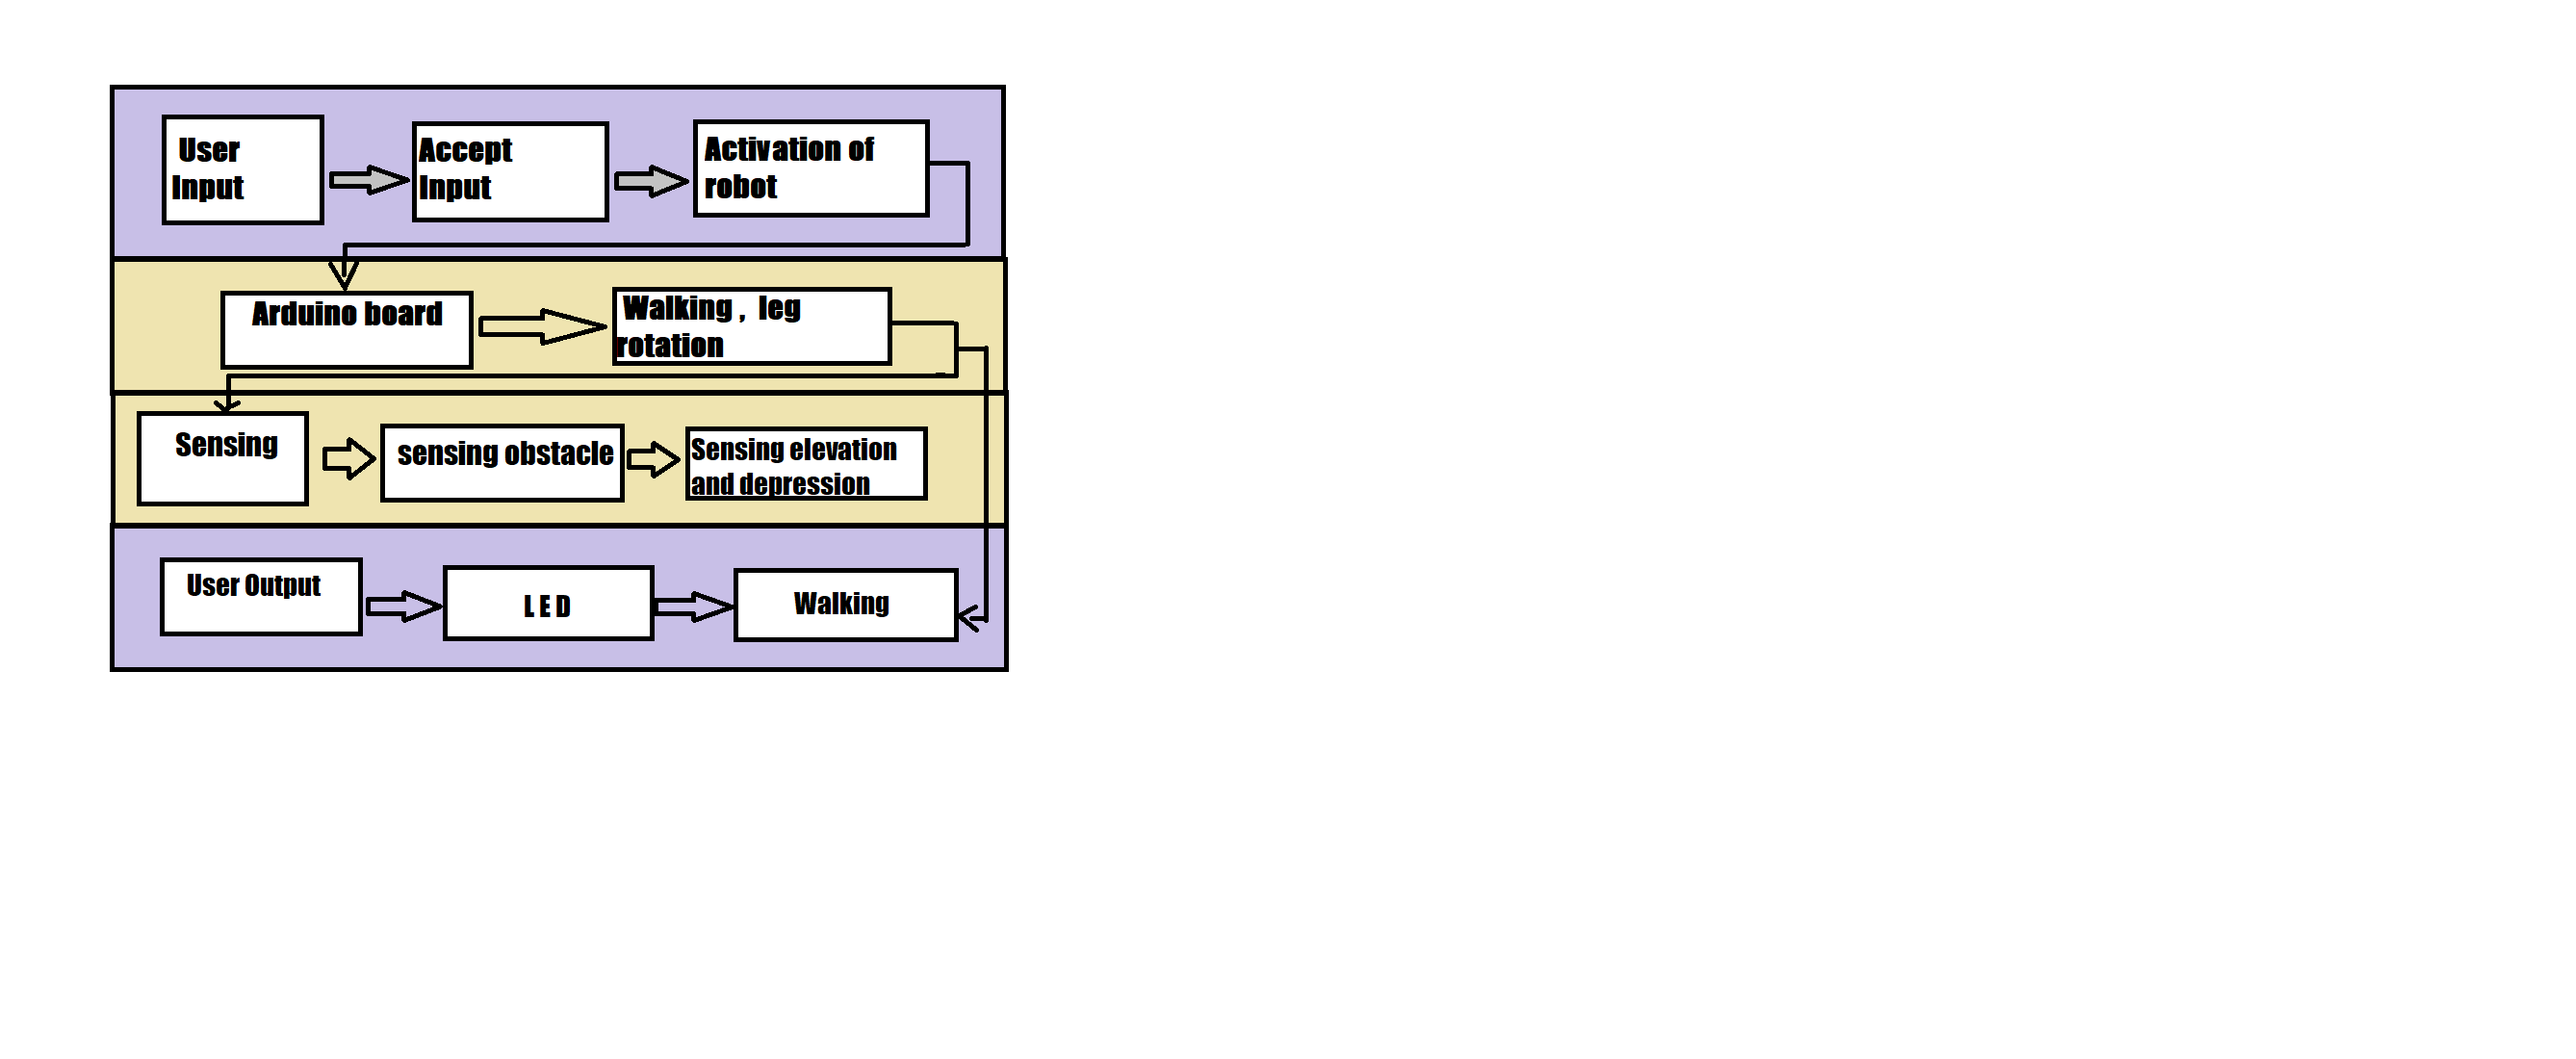 User
Input
Accept
Input
Activation of
robot
Arduino board
Walking , leg
rotation
Sensing
sensing obstacle
Sensing elevation
and depression
User Output
L E D
Walking